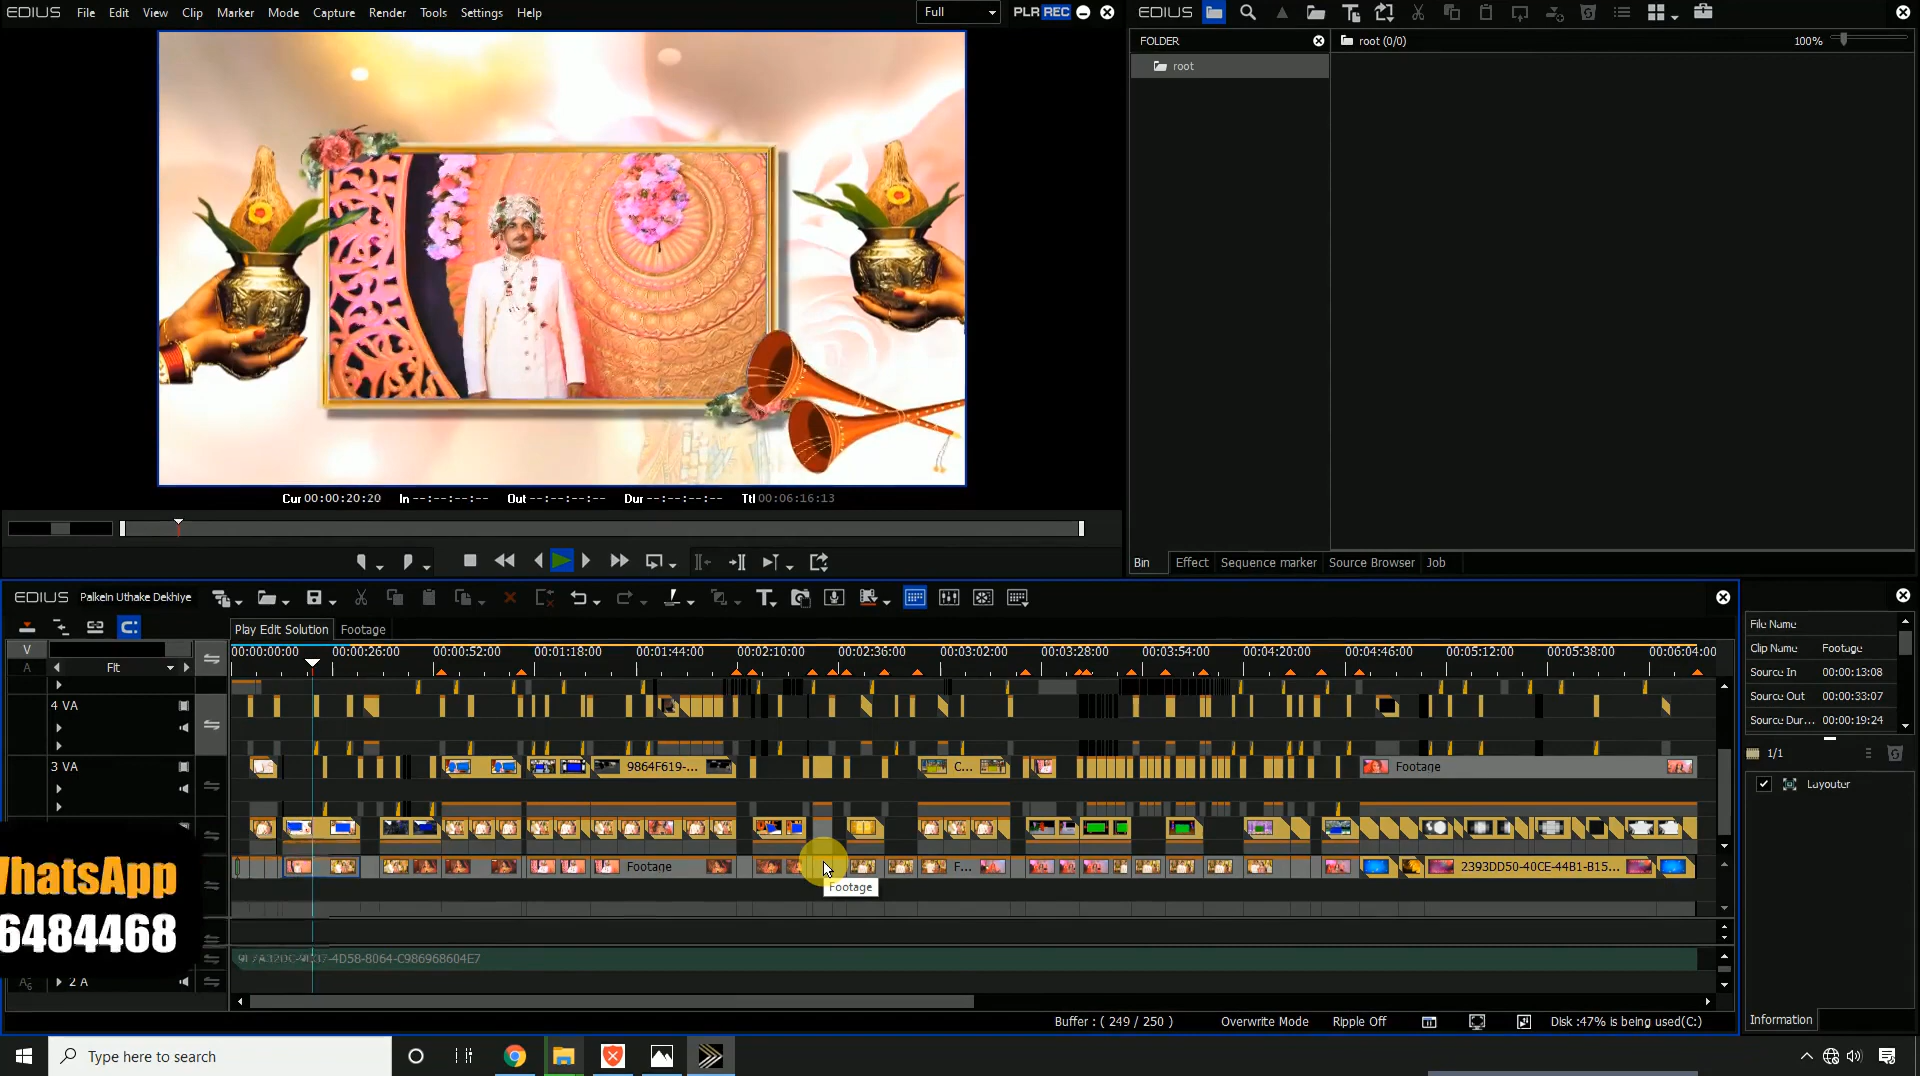 EDIUS File Edit View Clip Marker Mode Capture Render Tools Settings Help Full PLR REC
EDIUS
FOLDER
root (0/0)
100%
root
Cur 00:00:20:20 In --:--:--:-- Out --:--:--:-- Dur --:--:--:-- Ttl 00:06:16:13
Bin Effect Sequence marker Source Browser Job
EDIUS Palkein Uthake Dekhiye
Play Edit Solution Footage
V
A
Fit
00:00:00:00 00:00:26:00 00:00:52:00 00:01:18:00 00:01:44:00 00:02:10:00 00:02:36:00 00:03:02:00 00:03:28:00 00:03:54:00 00:04:20:00 00:04:46:00 00:05:12:00 00:05:38:00 00:06:04:00
4 VA
3 VA
9864F619-...
C...
Footage
Footage
F...
2393DD50-40CE-44B1-B15...
Footage
WhatsApp
6484468
4D58-8064-C986968604E7
2 A
File Name
Clip Name Footage
Source In 00:00:13:08
Source Out 00:00:33:07
Source Dur... 00:00:19:24
1/1
Layouter
Information
Buffer : ( 249 / 250 ) Overwrite Mode Ripple Off Disk :47% is being used(C:)
Type here to search